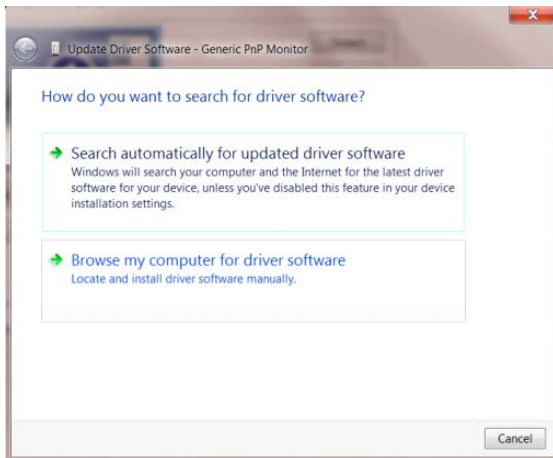 Update Driver Software - Generic PnP Monitor
How do you want to search for driver software?
Search automatically for updated driver software
Windows will search your computer and the Internet for the latest driver
software for your device, unless you've disabled this feature in your device
installation settings.
Browse my computer for driver software
Locate and install driver software manually.
Cancel